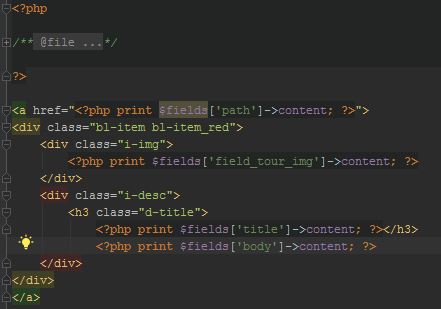 <?php
/** @file ...*/
?>
<a href="<?php print $fields['path']->content; ?>">
<div class="bl-item bl-item_red">
<div class="i-img">
<?php print $fields['field_tour_img']->content; ?>
</div>
<div class="i-desc">
<h3 class="d-title">
<?php print $fields['title']->content; ?></h3>
<?php print $fields['body']->content; ?>
</div>
</div>
</a>